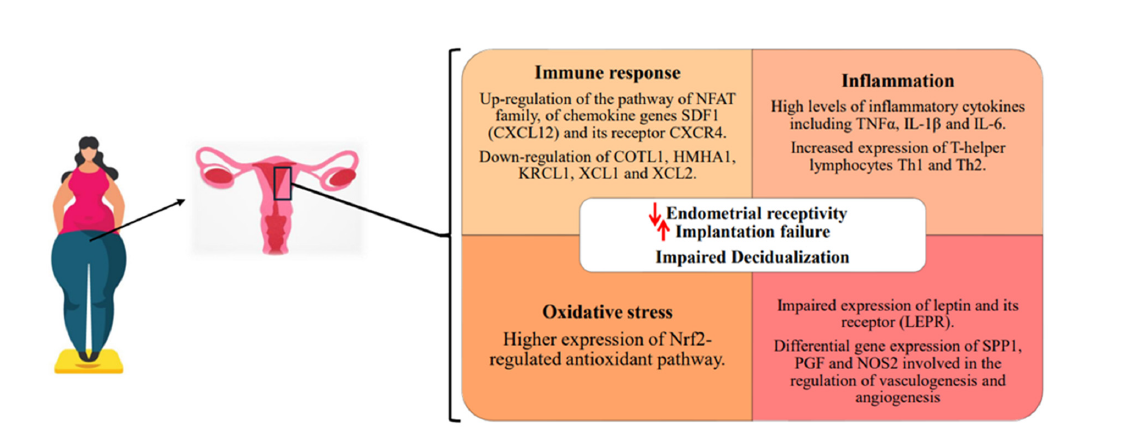 Immune response
Up-regulation of the pathway of NFAT
family, of chemokine genes SDF1
(CXCL12) and its receptor CXCR4.
Down-regulation of COTL1, HMHA1,
KRCL1, XCL1 and XCL2.
Inflammation
High levels of inflammatory cytokines
including TNFα, IL-1β and IL-6.
Increased expression of T-helper
lymphocytes Th1 and Th2.
Endometrial receptivity
Implantation failure
Impaired Decidualization
Oxidative stress
Higher expression of Nrf2-
regulated antioxidant pathway.
Impaired expression of leptin and its
receptor (LEPR).
Differential gene expression of SPP1,
PGF and NOS2 involved in the
regulation of vasculogenesis and
angiogenesis